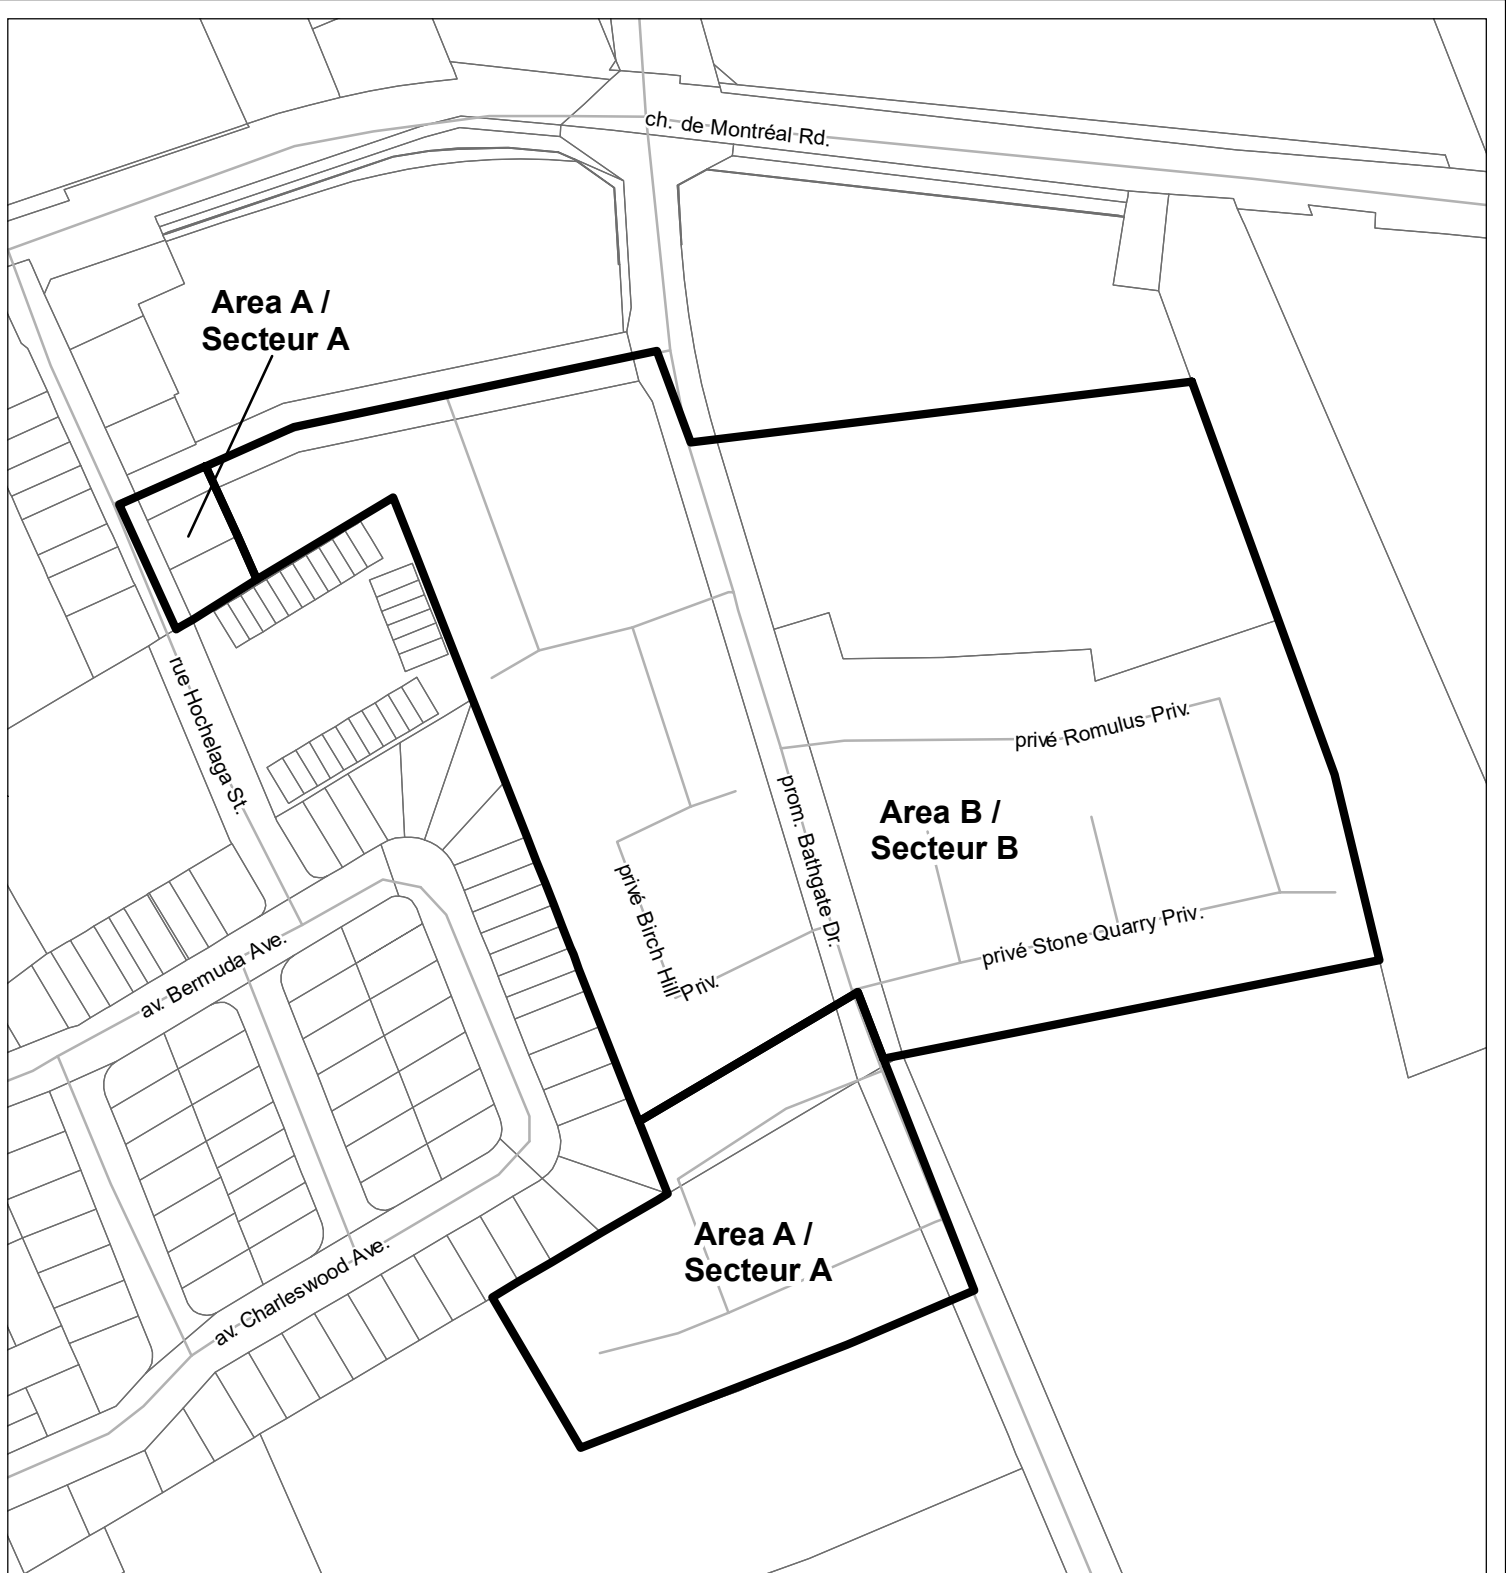 ch. de Montréal Rd.
Area A /
Secteur A
rue Hochelaga St.
privé Romulus Priv.
prom. Bathgate Dr.
Area B /
Secteur B
privé Birch Hill
Priv.
privé Stone Quarry Priv.
av. Bermuda Ave.
Area A /
Secteur A
av. Charleswood Ave.